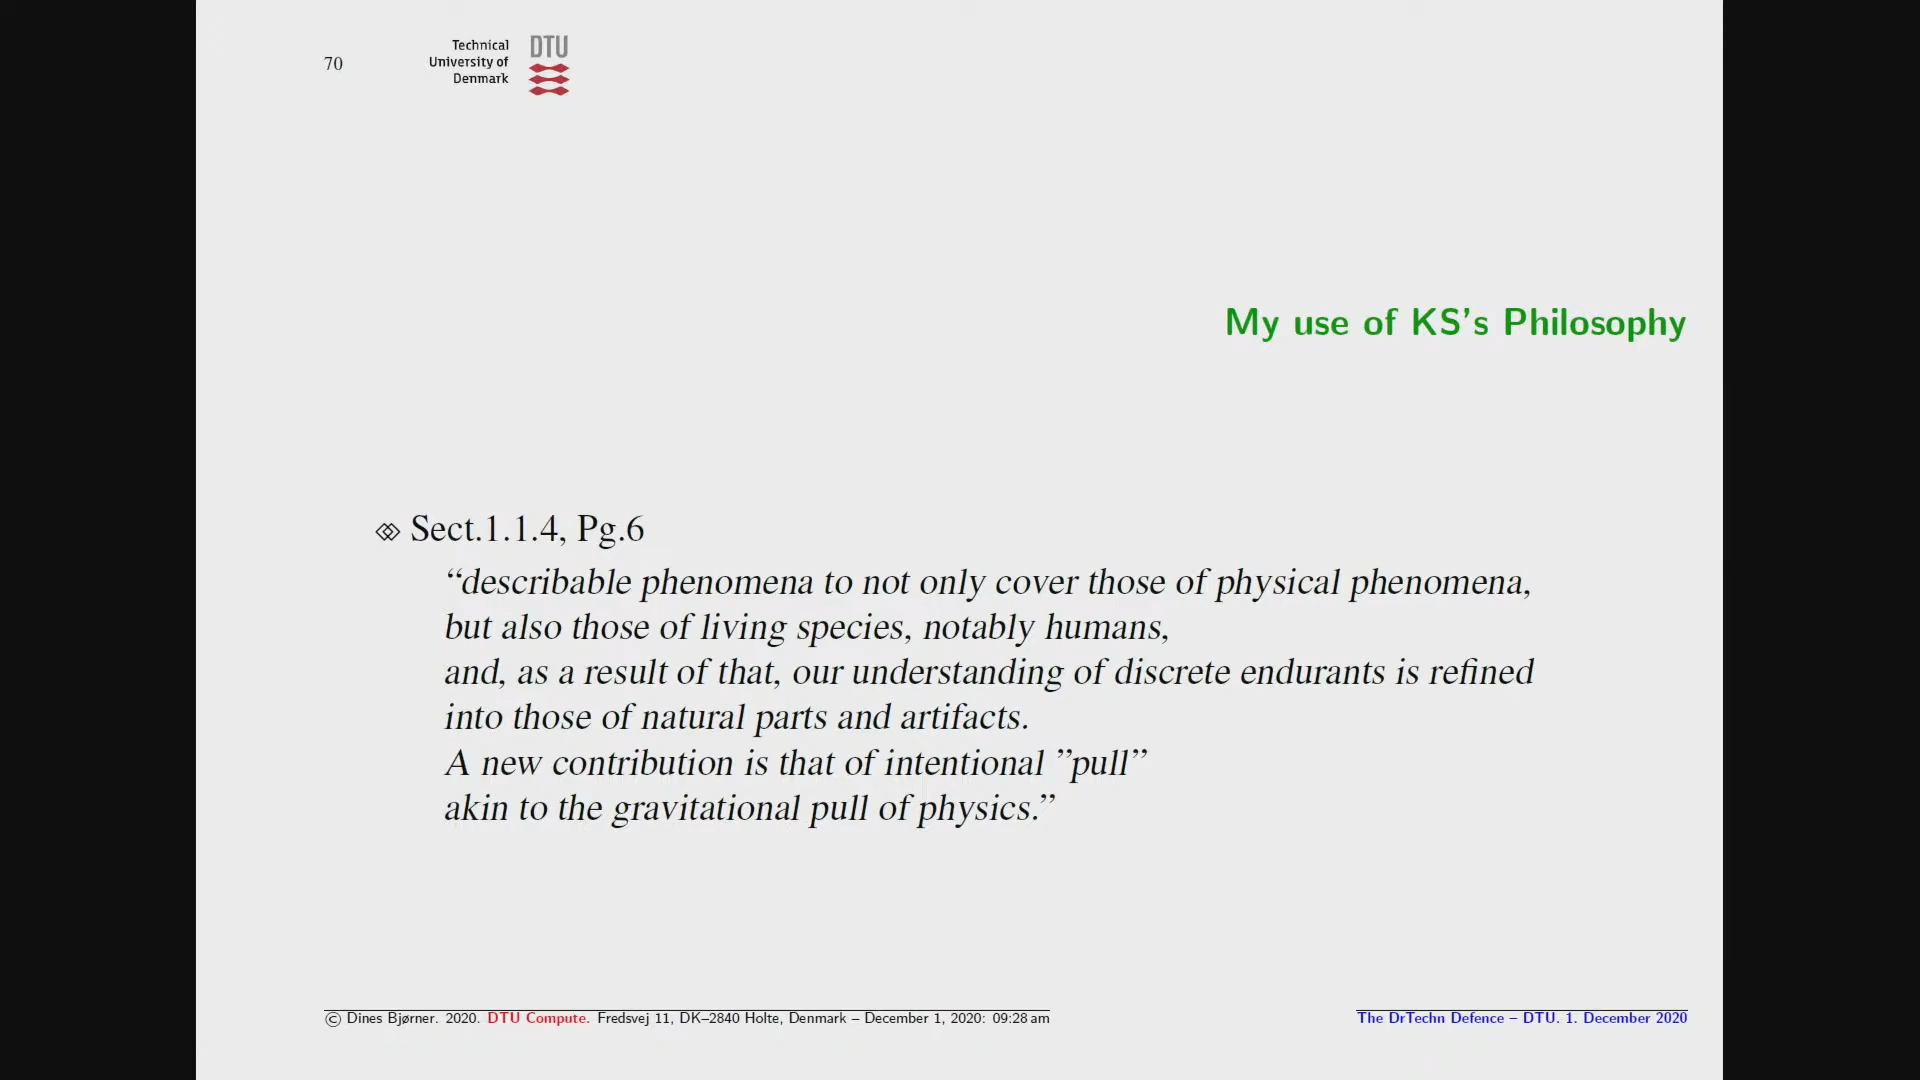 70
Technical
University of
Denmark
DTU
My use of KS’s Philosophy
Sect.1.1.4, Pg.6
“describable phenomena to not only cover those of physical phenomena,
but also those of living species, notably humans,
and, as a result of that, our understanding of discrete endurants is refined
into those of natural parts and artifacts.
A new contribution is that of intentional ”pull”
akin to the gravitational pull of physics.”
© Dines Bjørner. 2020. DTU Compute. Fredsvej 11, DK–2840 Holte, Denmark – December 1, 2020: 09:28 am
The DrTechn Defence – DTU. 1. December 2020